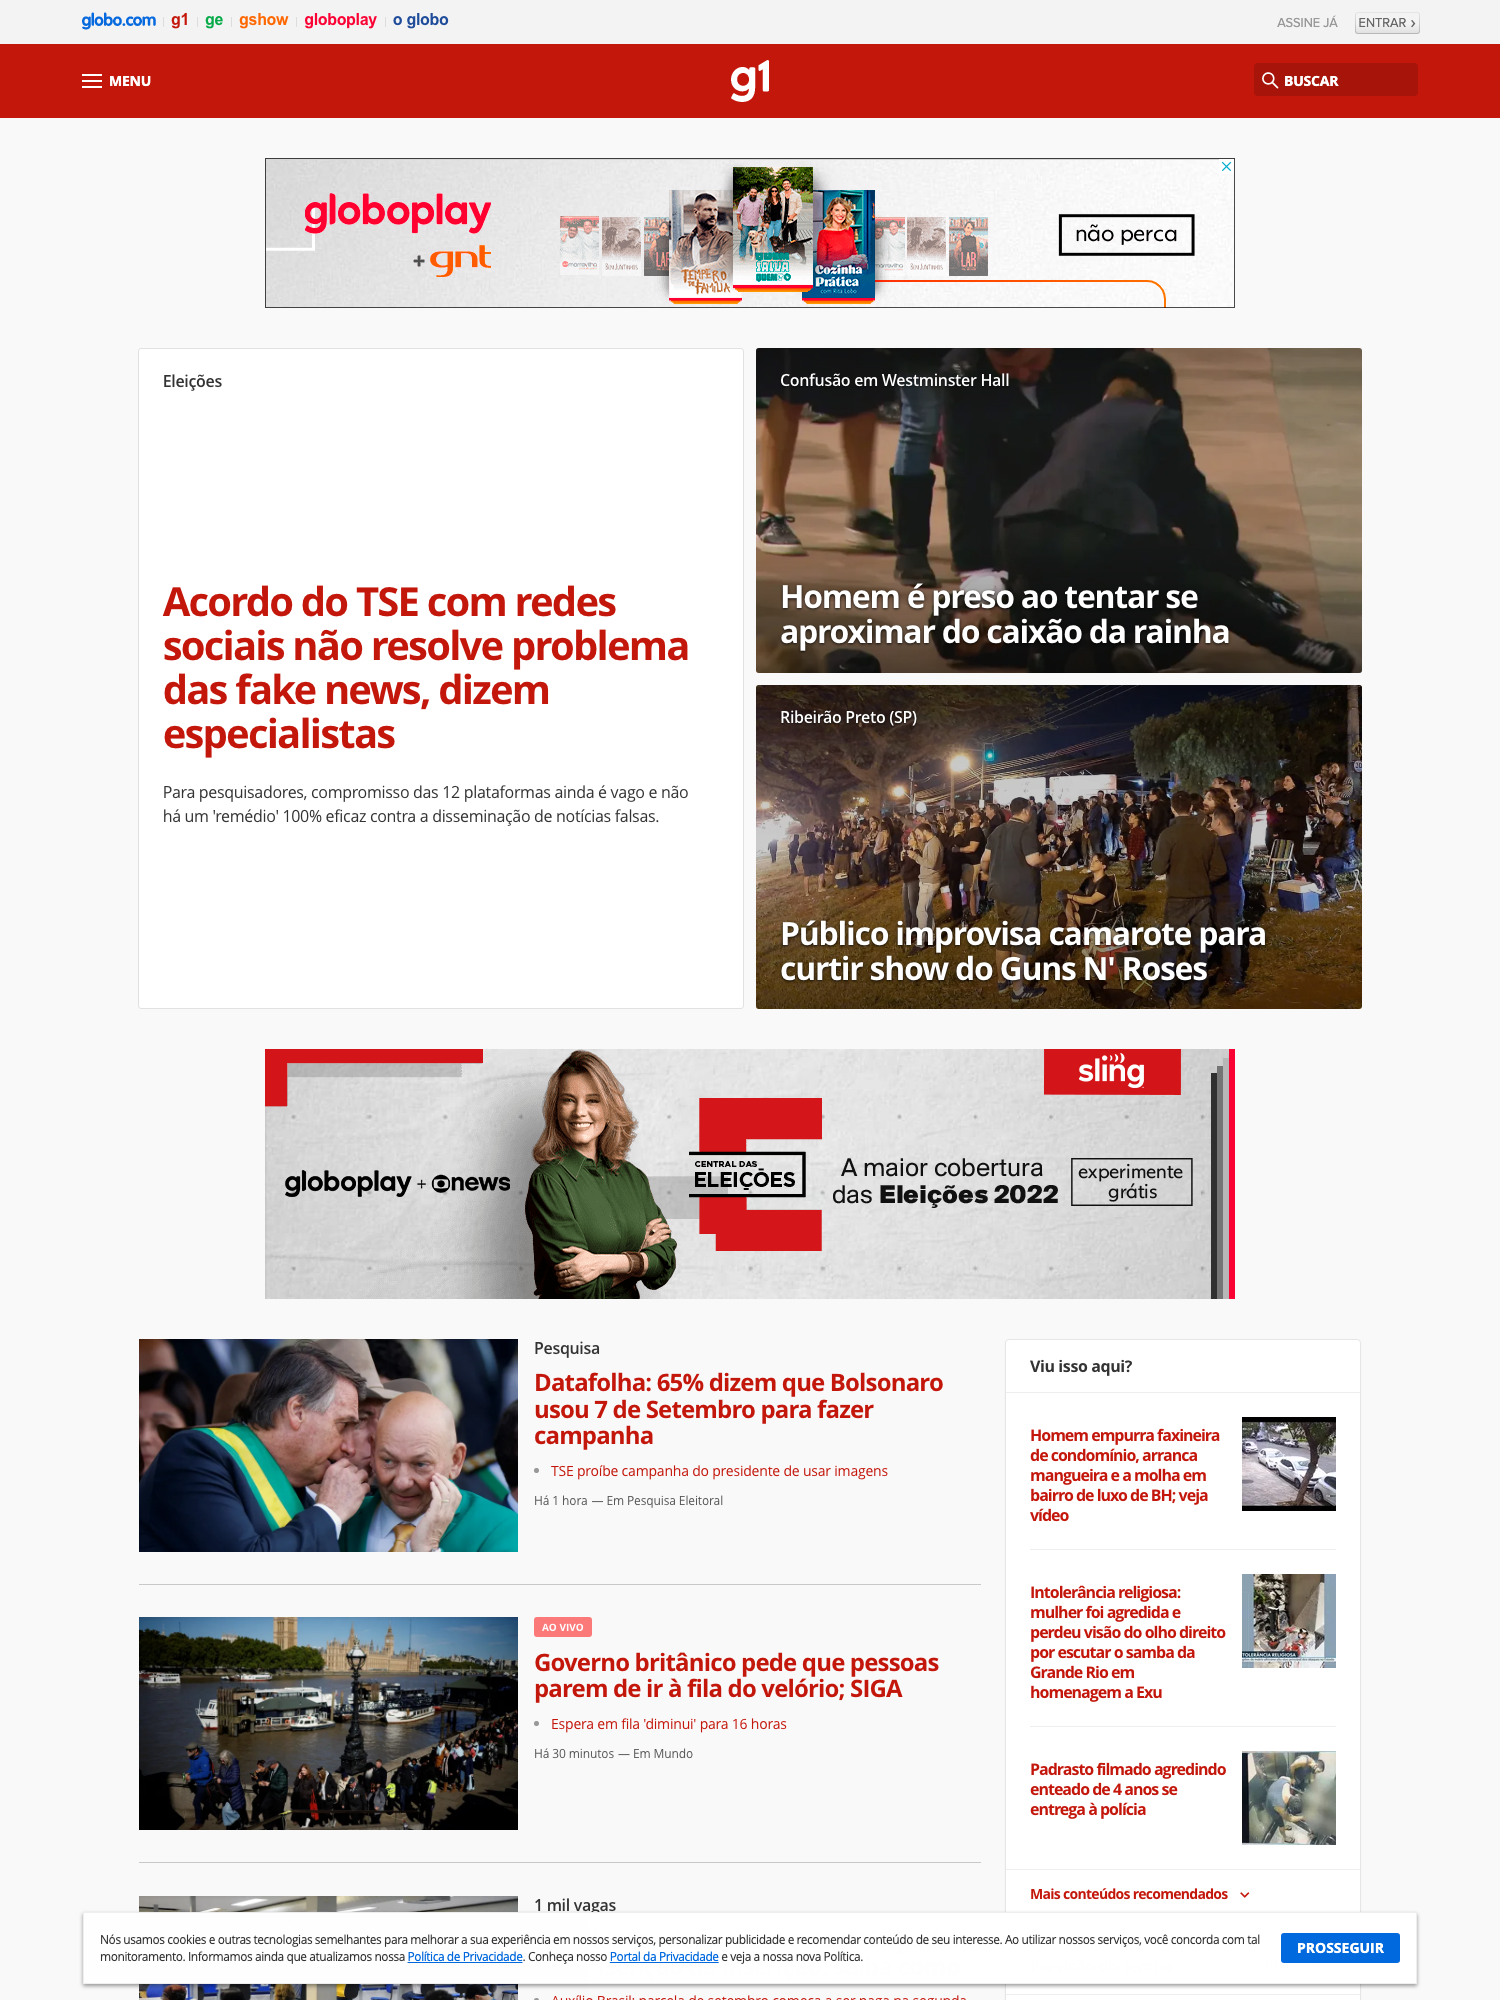 globo.com g1 ge gshow globoplay o globo
ASSINE JÁ ENTRAR ›
MENU
g1
BUSCAR
globoplay
+ gnt
TEMPERO DE FAMÍLIA
Cozinha
Prática
com Rita Lobo
LAR
não perca
Eleições
Acordo do TSE com redes
sociais não resolve problema
das fake news, dizem
especialistas
Para pesquisadores, compromisso das 12 plataformas ainda é vago e não
há um 'remédio' 100% eficaz contra a disseminação de notícias falsas.
Confusão em Westminster Hall
Homem é preso ao tentar se
aproximar do caixão da rainha
Ribeirão Preto (SP)
Público improvisa camarote para
curtir show do Guns N' Roses
sling
globoplay + news
CENTRAL DAS
ELEIÇÕES
A maior cobertura
das Eleições 2022
experimente
grátis
Pesquisa
Datafolha: 65% dizem que Bolsonaro
usou 7 de Setembro para fazer
campanha
TSE proíbe campanha do presidente de usar imagens
Há 1 hora — Em Pesquisa Eleitoral
AO VIVO
Governo britânico pede que pessoas
parem de ir à fila do velório; SIGA
Espera em fila 'diminui' para 16 horas
Há 30 minutos — Em Mundo
1 mil vagas
Viu isso aqui?
Homem empurra faxineira
de condomínio, arranca
mangueira e a molha em
bairro de luxo de BH; veja
vídeo
Intolerância religiosa:
mulher foi agredida e
perdeu visão do olho direito
por escutar o samba da
Grande Rio em
homenagem a Exu
Padrasto filmado agredindo
enteado de 4 anos se
entrega à polícia
Mais conteúdos recomendados
Nós usamos cookies e outras tecnologias semelhantes para melhorar a sua experiência em nossos serviços, personalizar publicidade e recomendar conteúdo de seu interesse. Ao utilizar nossos serviços, você concorda com tal
monitoramento. Informamos ainda que atualizamos nossa Política de Privacidade. Conheça nosso Portal da Privacidade e veja a nossa nova Política.
PROSSEGUIR
Auxílio Brasil: parcela de setembro começa a ser paga na segunda